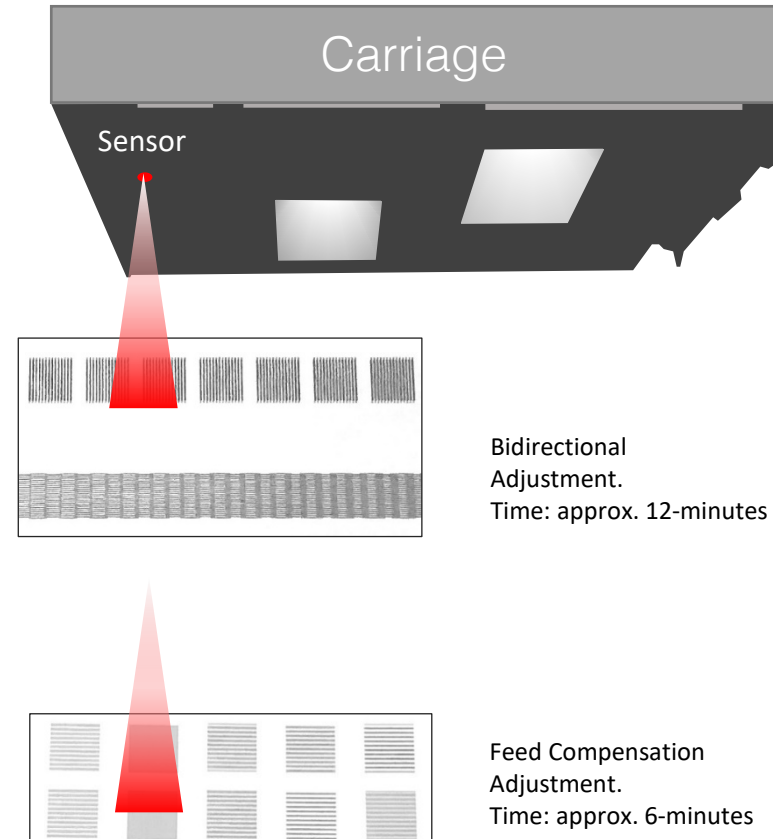 Carriage
Sensor
Bidirectional
Adjustment.
Time: approx. 12-minutes
Feed Compensation
Adjustment.
Time: approx. 6-minutes